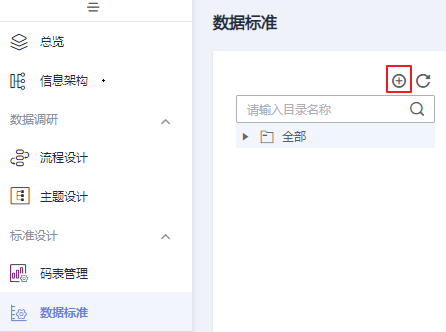 总览
信息架构
数据调研
流程设计
主题设计
标准设计
码表管理
数据标准
数据标准
请输入目录名称
全部